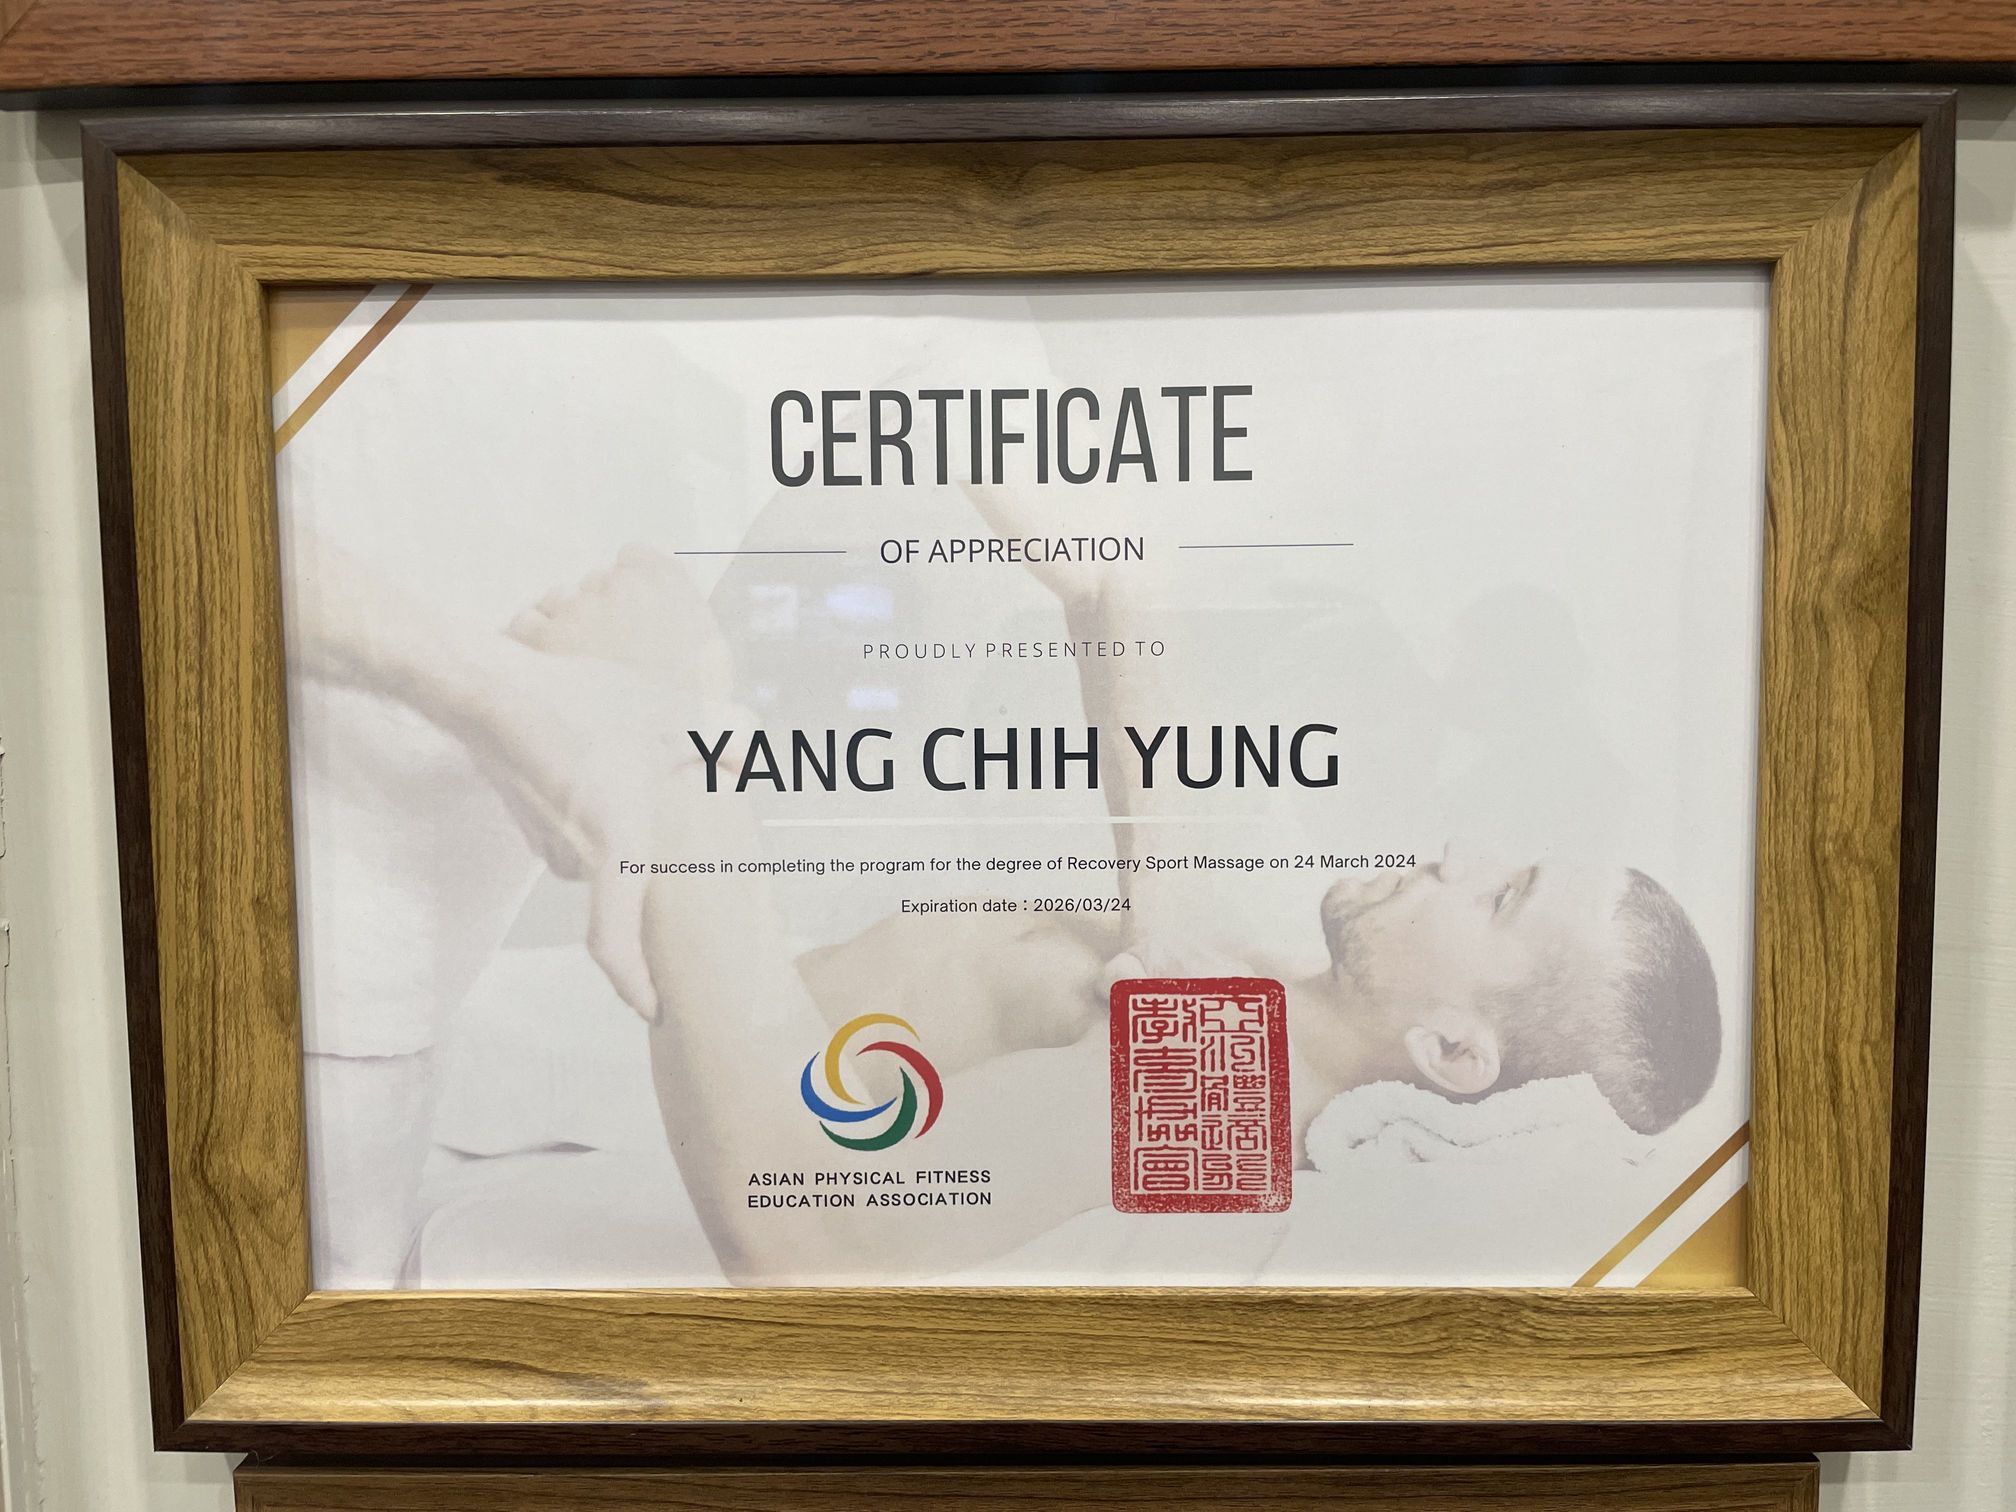 CERTIFICATE
OF APPRECIATION
PROUDLY PRESENTED TO
YANG CHIH YUNG
For success in completing the program for the degree of Recovery Sport Massage on 24 March 2024
Expiration date：2026/03/24
ASIAN PHYSICAL FITNESS
EDUCATION ASSOCIATION